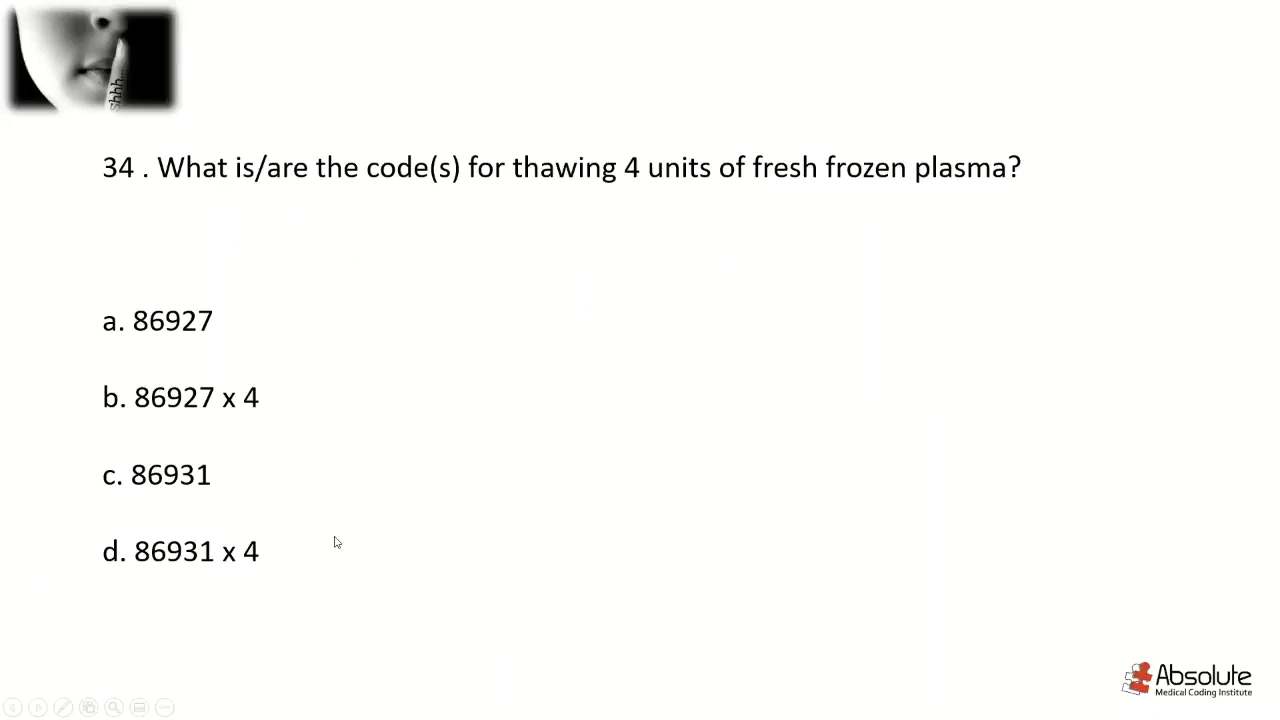 shhh...
34 . What is/are the code(s) for thawing 4 units of fresh frozen plasma?
a. 86927
b. 86927 x 4
c. 86931
d. 86931 x 4
Absolute
Medical Coding Institute